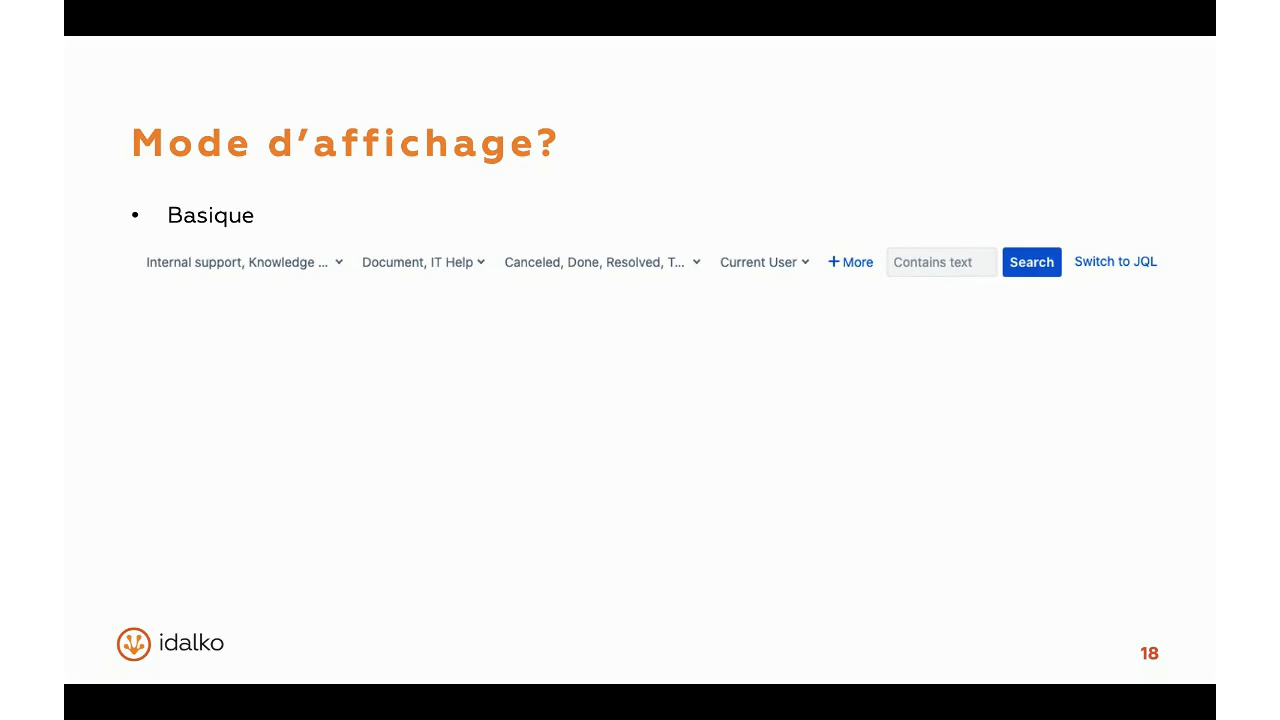 Mode d’affichage?
• Basique
Internal support, Knowledge ... Document, IT Help Canceled, Done, Resolved, T... Current User + More Contains text Search Switch to JQL
idalko
18